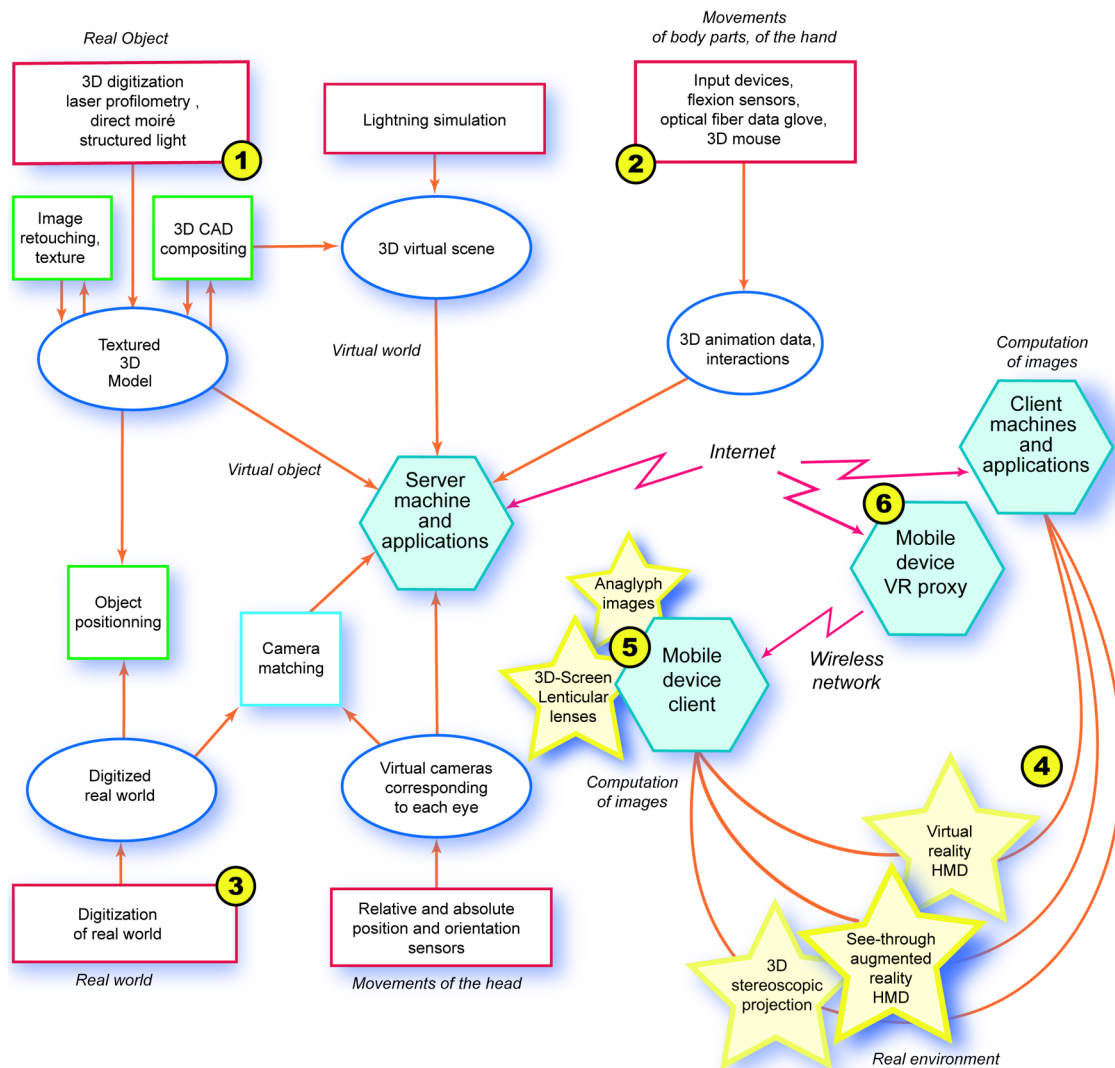 Real Object
3D digitization
laser profilometry ,
direct moiré
structured light
1
Lightning simulation
Movements
of body parts, of the hand
Input devices,
flexion sensors,
optical fiber data glove,
3D mouse
2
Image
retouching,
texture
3D CAD
compositing
3D virtual scene
Textured
3D
Model
Virtual world
3D animation data,
interactions
Computation
of images
Client
machines
and
applications
Virtual object
Server
machine
and
applications
Internet
6
Mobile
device
VR proxy
Object
positionning
Camera
matching
Anaglyph
images
5
Mobile
device
client
3D-Screen
Lenticular
lenses
Wireless
network
Digitized
real world
Virtual cameras
corresponding
to each eye
Computation
of images
4
Virtual
reality
HMD
3
Digitization
of real world
Real world
Relative and absolute
position and orientation
sensors
Movements of the head
See-through
augmented
reality
HMD
3D
stereoscopic
projection
Real environment